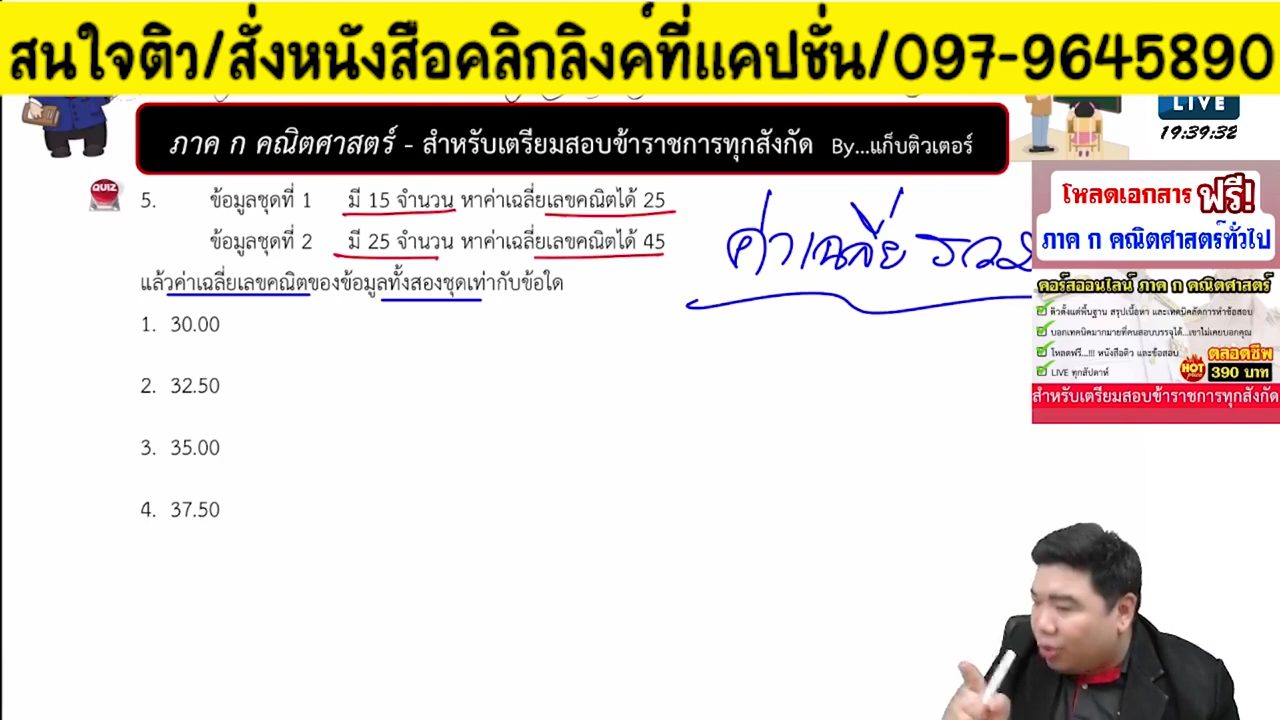 สนใจติว/สั่งหนังสือคลิกลิงค์ที่แคปชั่น/097-9645890
LIVE
19:39:32
ภาค ก คณิตศาสตร์ - สำหรับเตรียมสอบข้าราชการทุกสังกัด By...แก็บติวเตอร์
QUIZ
5. ข้อมูลชุดที่ 1 มี 15 จำนวน หาค่าเฉลี่ยเลขคณิตได้ 25
ข้อมูลชุดที่ 2 มี 25 จำนวน หาค่าเฉลี่ยเลขคณิตได้ 45
แล้วค่าเฉลี่ยเลขคณิตของข้อมูลทั้งสองชุดเท่ากับข้อใด
1. 30.00
2. 32.50
3. 35.00
4. 37.50
ค่าเฉลี่ย รวม
โหลดเอกสาร ฟรี!
ภาค ก คณิตศาสตร์ทั่วไป
คอร์สออนไลน์ ภาค ก คณิตศาสตร์
ติวตั้งแต่พื้นฐาน สรุปเนื้อหา และเทคนิคลัดการทำข้อสอบ
บอกเทคนิคมากมายที่คนสอบบรรจุได้...เขาไม่เคยบอกคุณ
โหลดฟรี...!!! หนังสือติว และข้อสอบ
LIVE ทุกสัปดาห์
HOT
price
ตลอดชีพ
390 บาท
สำหรับเตรียมสอบข้าราชการทุกสังกัด